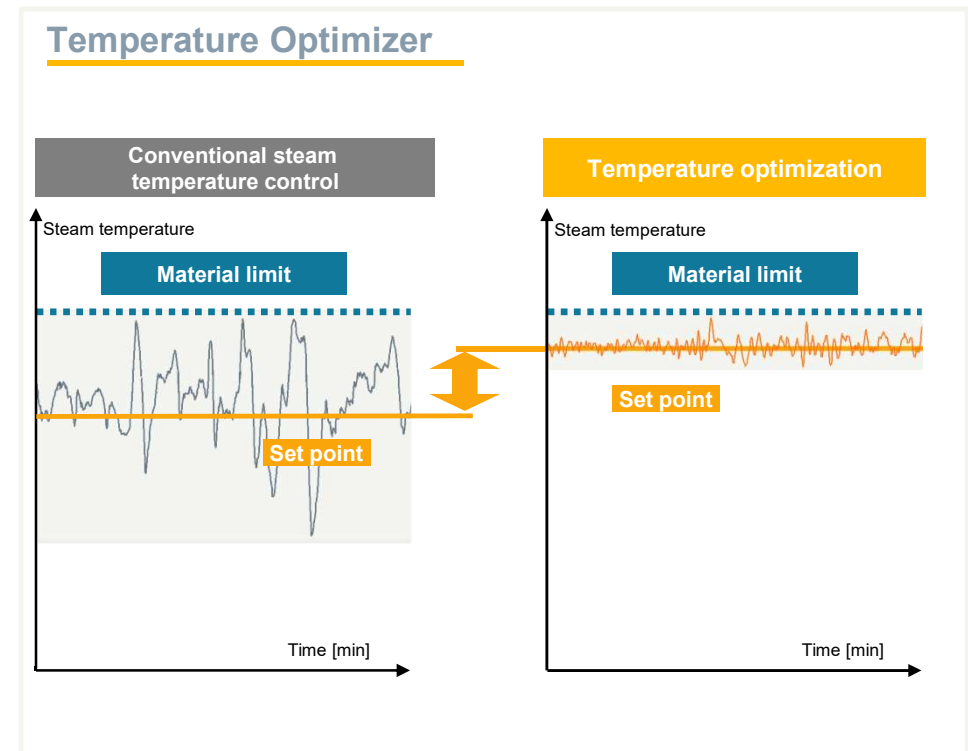 Temperature Optimizer
Conventional steam
temperature control
Steam temperature
Material limit
Set point
Time [min]
Temperature optimization
Steam temperature
Material limit
Set point
Time [min]